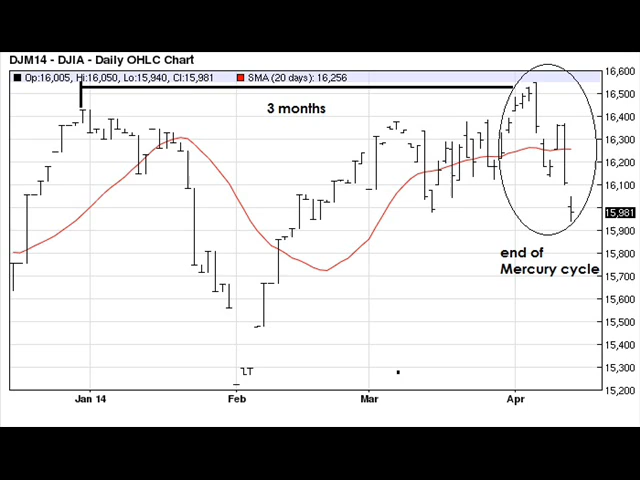 DJM14 - DJIA - Daily OHLC Chart
Op:16,005, Hi:16,050, Lo:15,940, Cl:15,981 SMA (20 days): 16,256
3 months
16,600
16,500
16,400
16,300
16,200
16,100
15,981
15,900
15,800
15,700
15,600
15,500
15,400
15,300
15,200
end of
Mercury cycle
Jan 14 Feb Mar Apr